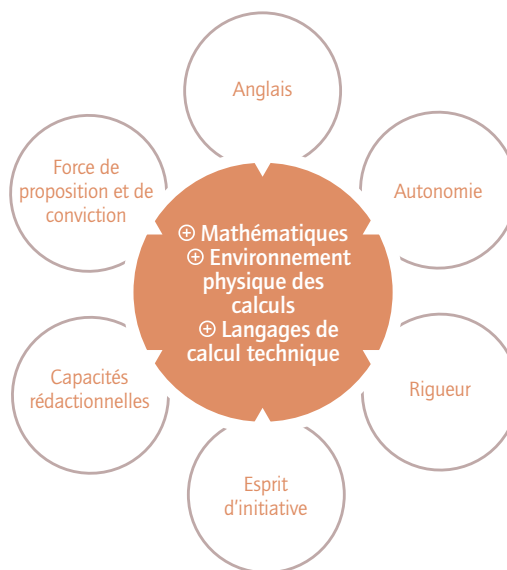 Anglais
Force de
proposition et de
conviction
Autonomie
⊕ Mathématiques
⊕ Environnement
physique des
calculs
⊕ Langages de
calcul technique
Capacités
rédactionnelles
Rigueur
Esprit
d’initiative